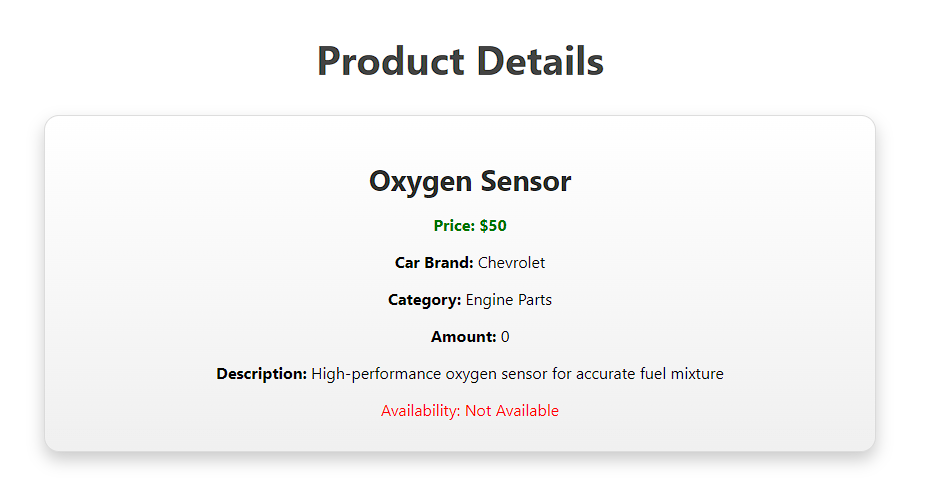 Product Details
Oxygen Sensor
Price: $50
Car Brand: Chevrolet
Category: Engine Parts
Amount: 0
Description: High-performance oxygen sensor for accurate fuel mixture
Availability: Not Available